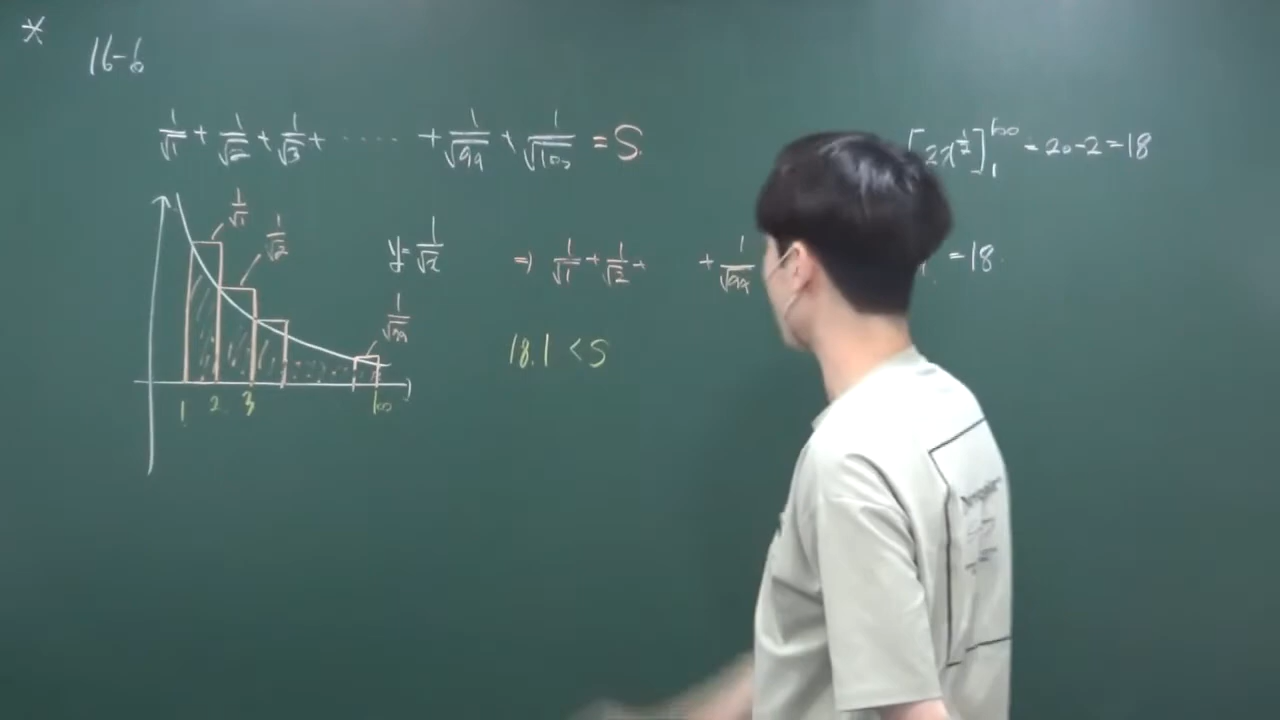 *
16-6
1/√1 + 1/√2 + 1/√3 + ..... + 1/√99 + 1/√100 = S
[2x^(1/2)]_1^100 = 20-2=18
1/√1
1/√2
y= 1/√x
⇒ 1/√1 + 1/√2 + + 1/√99
=18
1/√99
18.1 < S
1 2 3 100